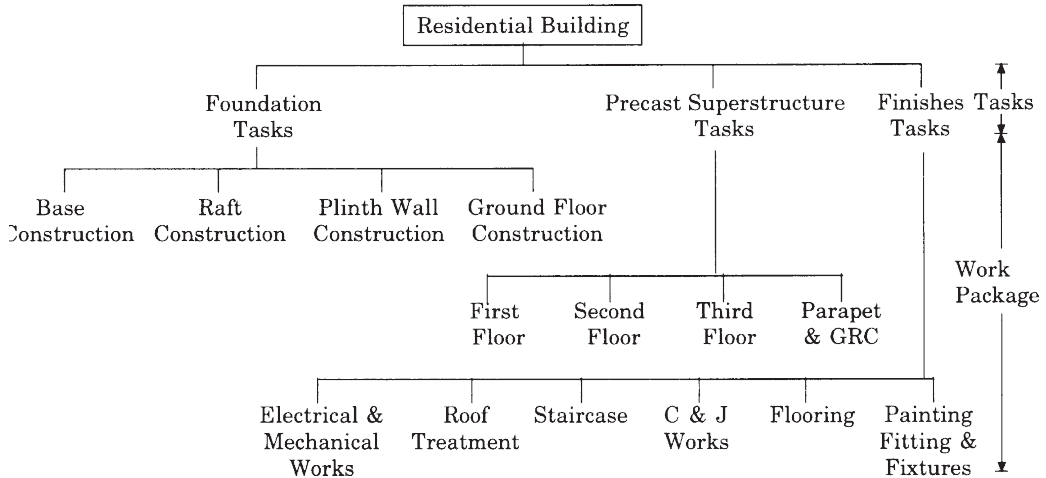 Residential Building
Foundation
Tasks
Precast Superstructure
Tasks
Finishes
Tasks
Tasks
Base
Construction
Raft
Construction
Plinth Wall
Construction
Ground Floor
Construction
Work
Package
First
Floor
Second
Floor
Third
Floor
Parapet
& GRC
Electrical &
Mechanical
Works
Roof
Treatment
Staircase
C & J
Works
Flooring
Painting
Fitting &
Fixtures